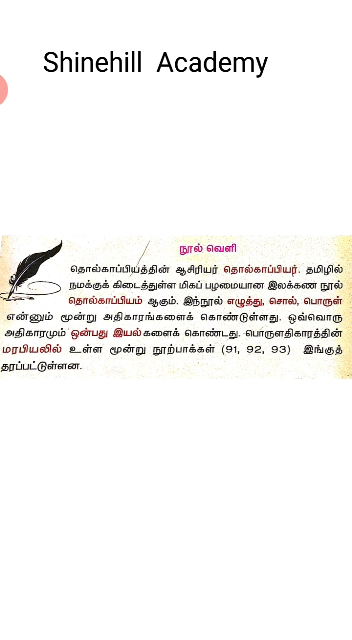 Shinehill Academy
நூல் வெளி
தொல்காப்பியத்தின் ஆசிரியர் தொல்காப்பியர். தமிழில்
நமக்குக் கிடைத்துள்ள மிகப் பழமையான இலக்கண நூல்
தொல்காப்பியம் ஆகும். இந்நூல் எழுத்து, சொல், பொருள்
என்னும் மூன்று அதிகாரங்களைக் கொண்டுள்ளது. ஒவ்வொரு
அதிகாரமும் ஒன்பது இயல்களைக் கொண்டது. பொருளதிகாரத்தின்
மரபியலில் உள்ள மூன்று நூற்பாக்கள் (91, 92, 93) இங்குத்
தரப்பட்டுள்ளன.